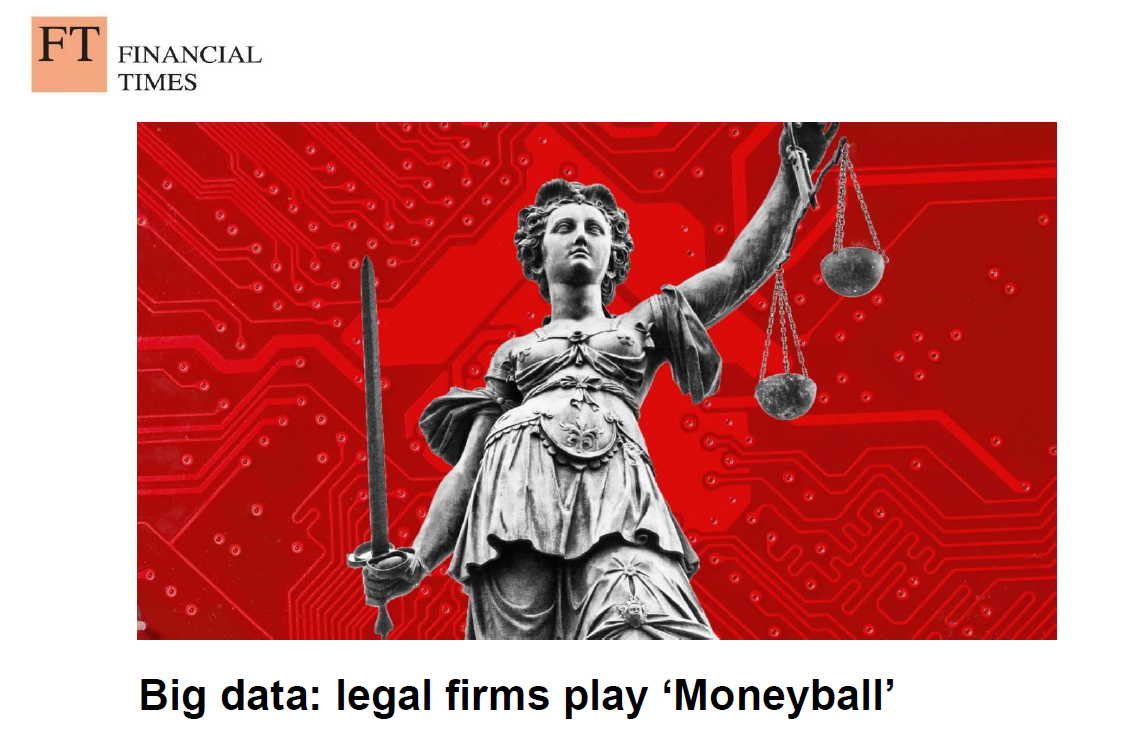 FT
FINANCIAL
TIMES
Big data: legal firms play ‘Moneyball’